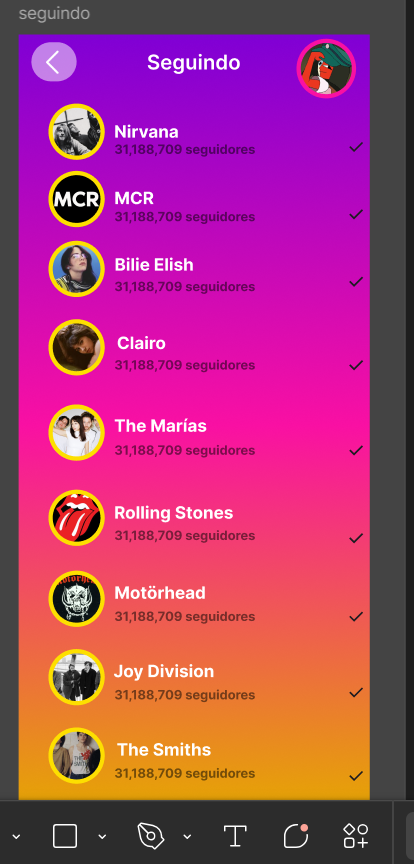 seguindo
Seguindo
Nirvana
31,188,709 seguidores
MCR
MCR
31,188,709 seguidores
Bilie Elish
31,188,709 seguidores
Clairo
31,188,709 seguidores
The Marías
31,188,709 seguidores
Rolling Stones
31,188,709 seguidores
Motörhead
31,188,709 seguidores
Joy Division
31,188,709 seguidores
The Smiths
31,188,709 seguidores